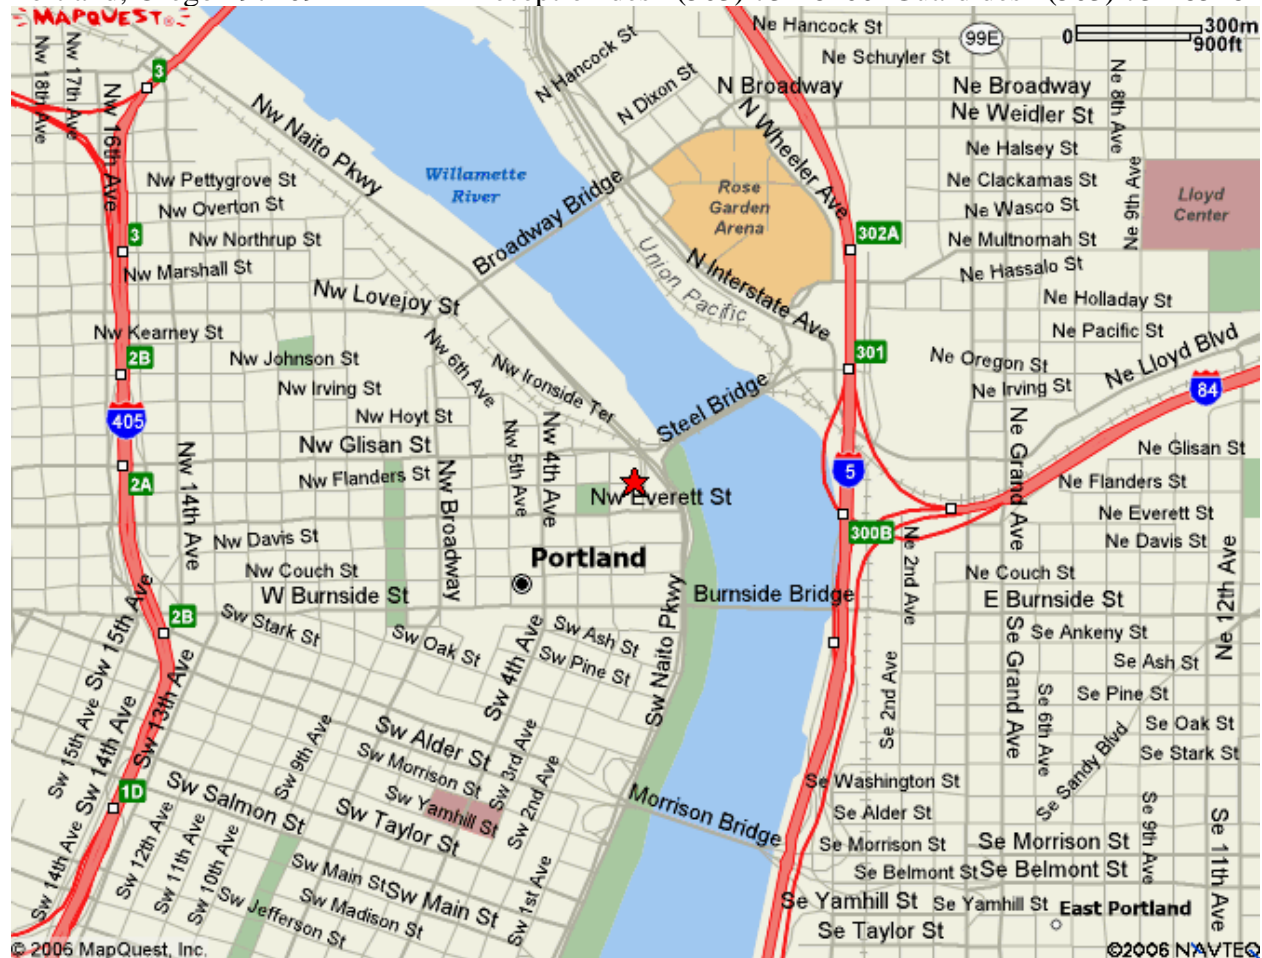 MAPQUEST
300m
900ft
0
99E
Ne Hancock St
Ne Schuyler St
N Hancock St
N Dixon St
N Broadway
Ne Broadway
Ne Weidler St
Ne 8th Ave
N Wheeler Ave
Ne Halsey St
Ne Clackamas St
Ne Wasco St
Ne Multnomah St
Ne Hassalo St
Ne Holladay St
Ne Pacific St
Ne 9th Ave
Lloyd
Center
Nw 18th Ave
Nw 17th Ave
Nw 16th Ave
3
Nw Naito Pkwy
Willamette
River
Broadway Bridge
Rose
Garden
Arena
302A
Nw Pettygrove St
Nw Overton St
3
Nw Northrup St
Nw Marshall St
Nw Lovejoy St
Union Pacific
N Interstate Ave
Nw Kearney St
2B
Nw Johnson St
Nw Irving St
Nw 6th Ave
Nw Ironside Ter
301
Ne Oregon St
Ne Irving St
Ne Lloyd Blvd
84
405
Nw Hoyt St
Nw Glisan St
Nw Flanders St
Nw 5th Ave
Nw 4th Ave
Steel Bridge
Ne Grand Ave
Ne Glisan St
5
2A
Nw 14th Ave
Nw Broadway
Nw Everett St
Ne Flanders St
Ne Everett St
Ne Davis St
300B
Ne 2nd Ave
Nw Davis St
Portland
Nw Couch St
W Burnside St
Burnside Bridge
Ne Couch St
E Burnside St
Ne 12th Ave
Sw 15th Ave
2B
Sw Stark St
Sw Oak St
Sw 4th Ave
Sw Ash St
Sw Pine St
Sw Naito Pkwy
Se Ankeny St
Se Grand Ave
Se Ash St
Se Pine St
Se 2nd Ave
Se 6th Ave
Se Sandy Blvd
Se Oak St
Se Stark St
Sw 15th Ave
Sw 14th Ave
Sw 13th Ave
Sw 9th Ave
Sw Alder St
Sw Morrison St
Sw 3rd Ave
Sw 2nd Ave
Sw Yamhill St
1D
Sw Salmon St
Sw Taylor St
Morrison Bridge
Se Washington St
Se Alder St
Se Morrison St
Se Morrison St
Se 9th Ave
Se 11th Ave
Se Belmont St
Se Belmont St
Se Yamhill St
Se Yamhill St
Se Taylor St
East Portland
Sw 14th Ave
Sw 12th Ave
Sw 11th Ave
Sw 10th Ave
Sw Main St
Sw Main St
Sw Madison St
Sw Jefferson St
Sw 1st Ave
© 2006 MapQuest, Inc.
©2006 NAVTEQ